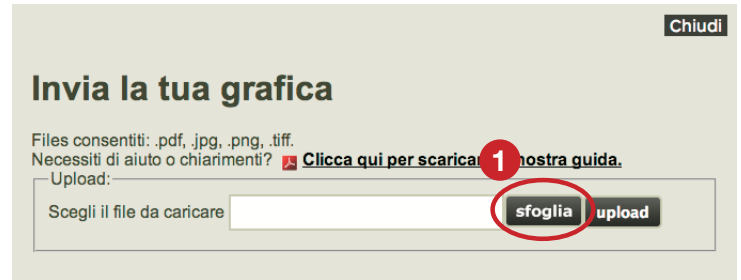 Chiudi
Invia la tua grafica
Files consentiti: .pdf, .jpg, .png, .tiff.
Necessiti di aiuto o chiarimenti? Clicca qui per scaricar 1 nostra guida.
Upload:
Scegli il file da caricare sfoglia upload